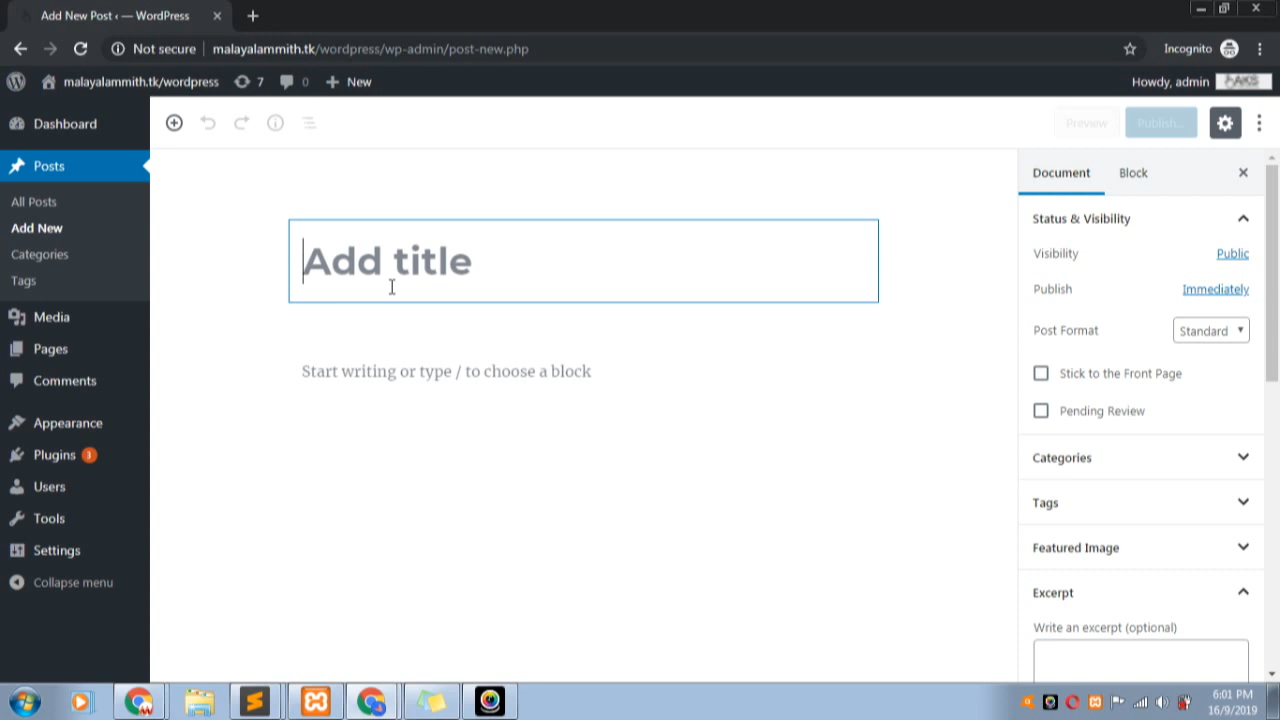 Add New Post ‹ — WordPress
Not secure
malayalammith.tk/wordpress/wp-admin/post-new.php
Incognito
malayalammith.tk/wordpress
7
0
New
Howdy, admin
Dashboard
Preview
Publish...
Posts
All Posts
Add New
Categories
Tags
Media
Pages
Comments
Appearance
Plugins 3
Users
Tools
Settings
Collapse menu
Add title
Start writing or type / to choose a block
Document
Block
Status & Visibility
Visibility
Public
Publish
Immediately
Post Format
Standard
Stick to the Front Page
Pending Review
Categories
Tags
Featured Image
Excerpt
Write an excerpt (optional)
6:01 PM
16/9/2019